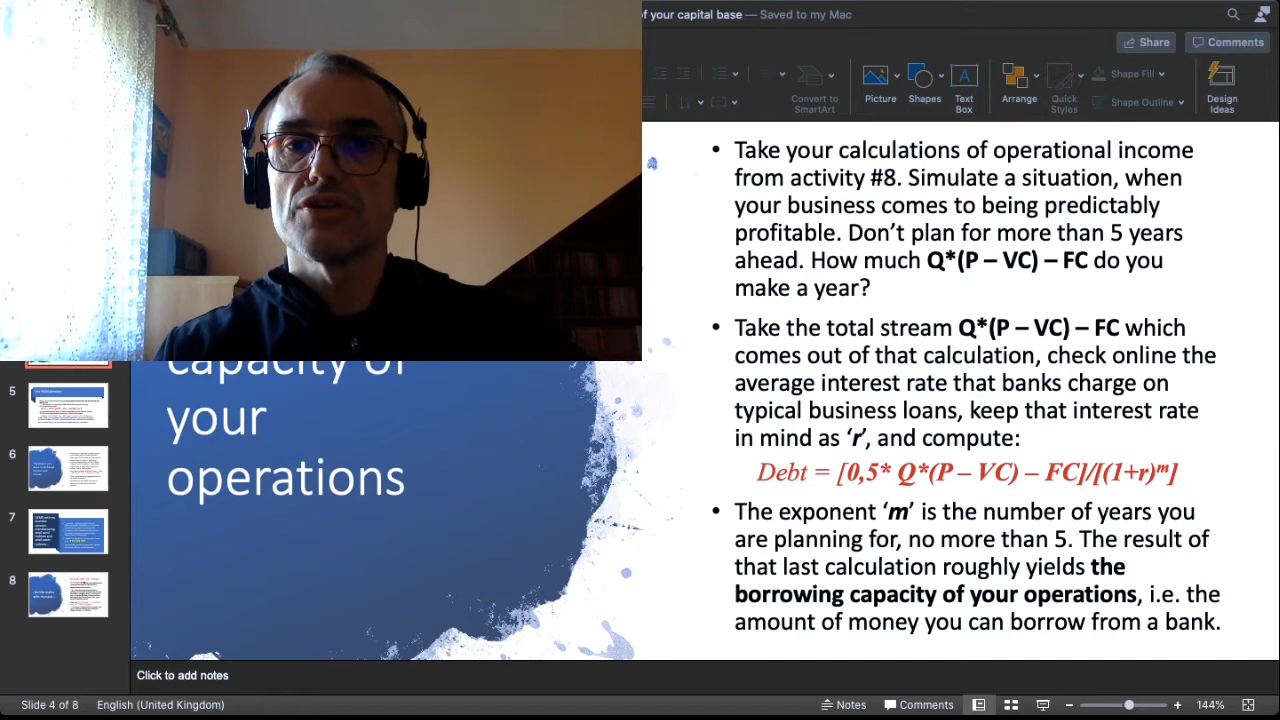 of your capital base — Saved to my Mac
Share
Comments
Convert to
SmartArt
Picture
Shapes
Text
Box
Arrange
Quick
Styles
Shape Fill
Shape Outline
Design
Ideas
5
6
7
8
capacity of
your
operations
• Take your calculations of operational income
from activity #8. Simulate a situation, when
your business comes to being predictably
profitable. Don't plan for more than 5 years
ahead. How much Q*(P – VC) – FC do you
make a year?
• Take the total stream Q*(P – VC) – FC which
comes out of that calculation, check online the
average interest rate that banks charge on
typical business loans, keep that interest rate
in mind as ‘r’, and compute:
Debt = [0,5* Q*(P – VC) – FC]/[(1+r)ᵐ]
• The exponent ‘m’ is the number of years you
are planning for, no more than 5. The result of
that last calculation roughly yields the
borrowing capacity of your operations, i.e. the
amount of money you can borrow from a bank.
Click to add notes
Slide 4 of 8
English (United Kingdom)
Notes
Comments
144%